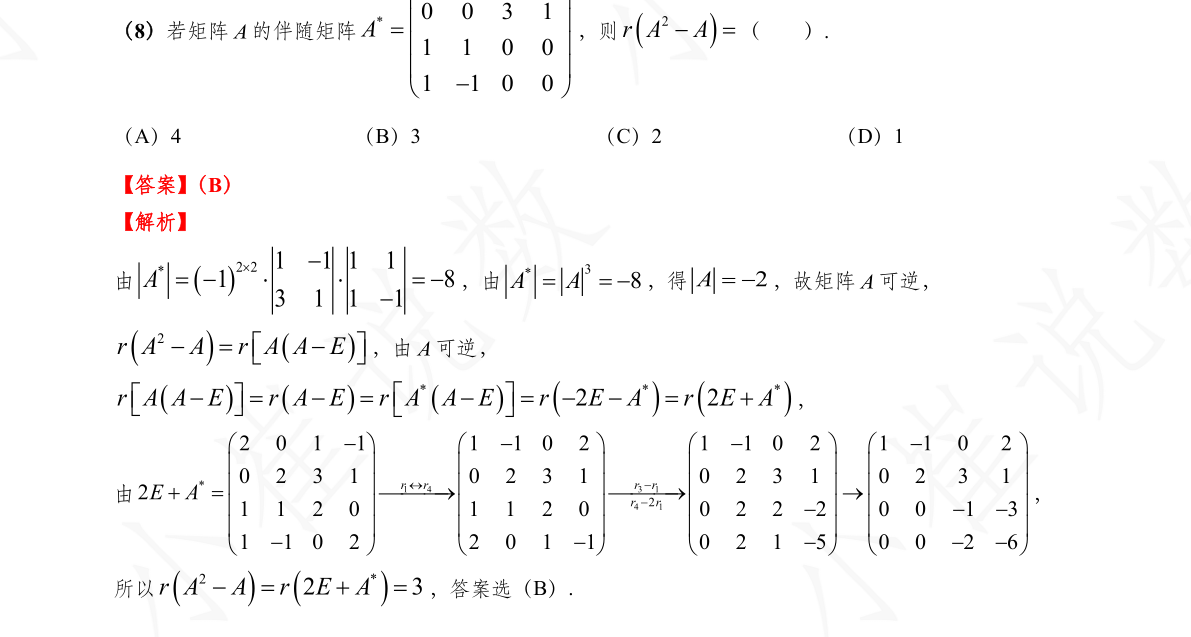 (8) 若矩阵 A 的伴随矩阵 A* = ( 0 0 3 1 ; 1 1 0 0 ; 1 −1 0 0 ) ，则 r(A² − A) = （ ）.
（A）4 （B）3 （C）2 （D）1
【答案】（B）
【解析】
由 |A*| = (−1)^{2×2} · |1 −1; 3 1| · |1 1; 1 −1| = −8 ，由 |A*| = |A|³ = −8 ，得 |A| = −2 ，故矩阵 A 可逆，
r(A² − A) = r[A(A − E)] ，由 A 可逆，
r[A(A − E)] = r(A − E) = r[A*(A − E)] = r(−2E − A*) = r(2E + A*) ，
由 2E + A* = ( 2 0 1 −1 ; 0 2 3 1 ; 1 1 2 0 ; 1 −1 0 2 ) —r₁↔r₄→ ( 1 −1 0 2 ; 0 2 3 1 ; 1 1 2 0 ; 2 0 1 −1 ) —r₃−r₁, r₄−2r₁→ ( 1 −1 0 2 ; 0 2 3 1 ; 0 2 2 −2 ; 0 2 1 −5 ) → ( 1 −1 0 2 ; 0 2 3 1 ; 0 0 −1 −3 ; 0 0 −2 −6 ) ，
所以 r(A² − A) = r(2E + A*) = 3 ，答案选（B）.